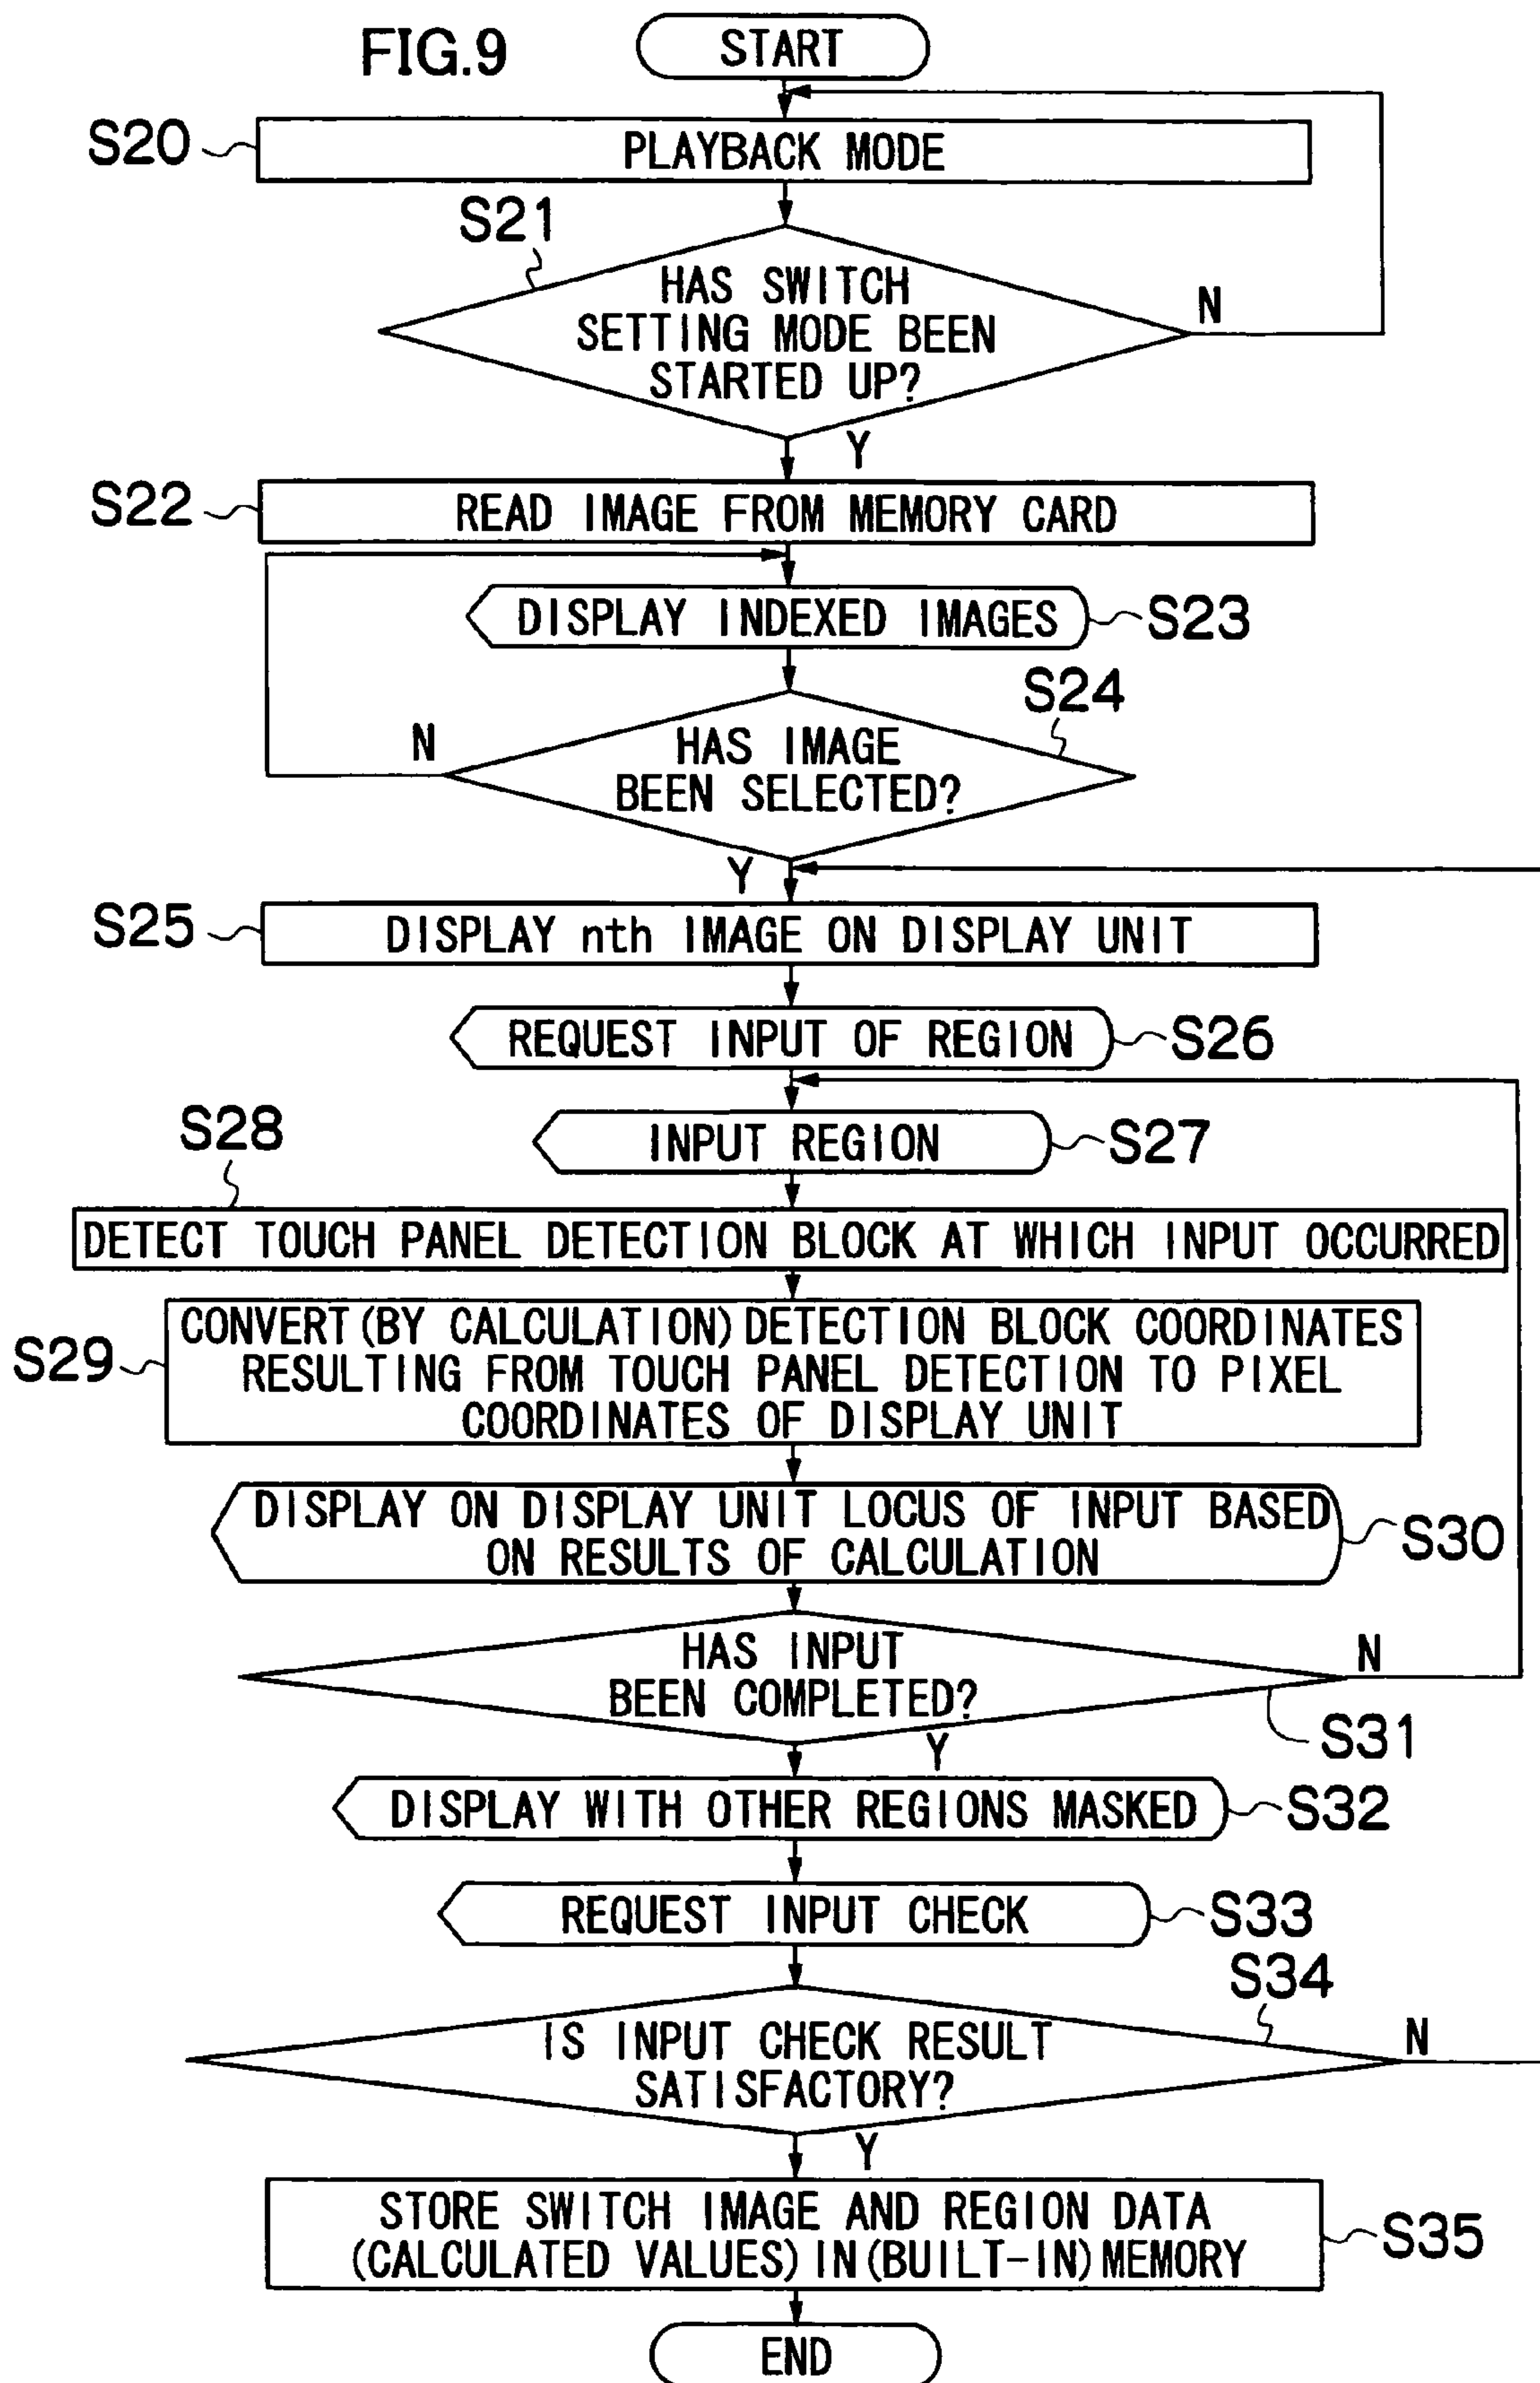 FIG.9
START
S20
PLAYBACK MODE
S21
HAS SWITCH
SETTING MODE BEEN
STARTED UP?
N
Y
S22
READ IMAGE FROM MEMORY CARD
DISPLAY INDEXED IMAGES
S23
S24
N
HAS IMAGE
BEEN SELECTED?
Y
S25
DISPLAY nth IMAGE ON DISPLAY UNIT
REQUEST INPUT OF REGION
S26
INPUT REGION
S27
S28
DETECT TOUCH PANEL DETECTION BLOCK AT WHICH INPUT OCCURRED
S29
CONVERT (BY CALCULATION) DETECTION BLOCK COORDINATES
RESULTING FROM TOUCH PANEL DETECTION TO PIXEL
COORDINATES OF DISPLAY UNIT
DISPLAY ON DISPLAY UNIT LOCUS OF INPUT BASED
ON RESULTS OF CALCULATION
S30
HAS INPUT
BEEN COMPLETED?
N
S31
Y
DISPLAY WITH OTHER REGIONS MASKED
S32
REQUEST INPUT CHECK
S33
S34
IS INPUT CHECK RESULT
SATISFACTORY?
N
Y
STORE SWITCH IMAGE AND REGION DATA
(CALCULATED VALUES) IN (BUILT-IN) MEMORY
S35
END